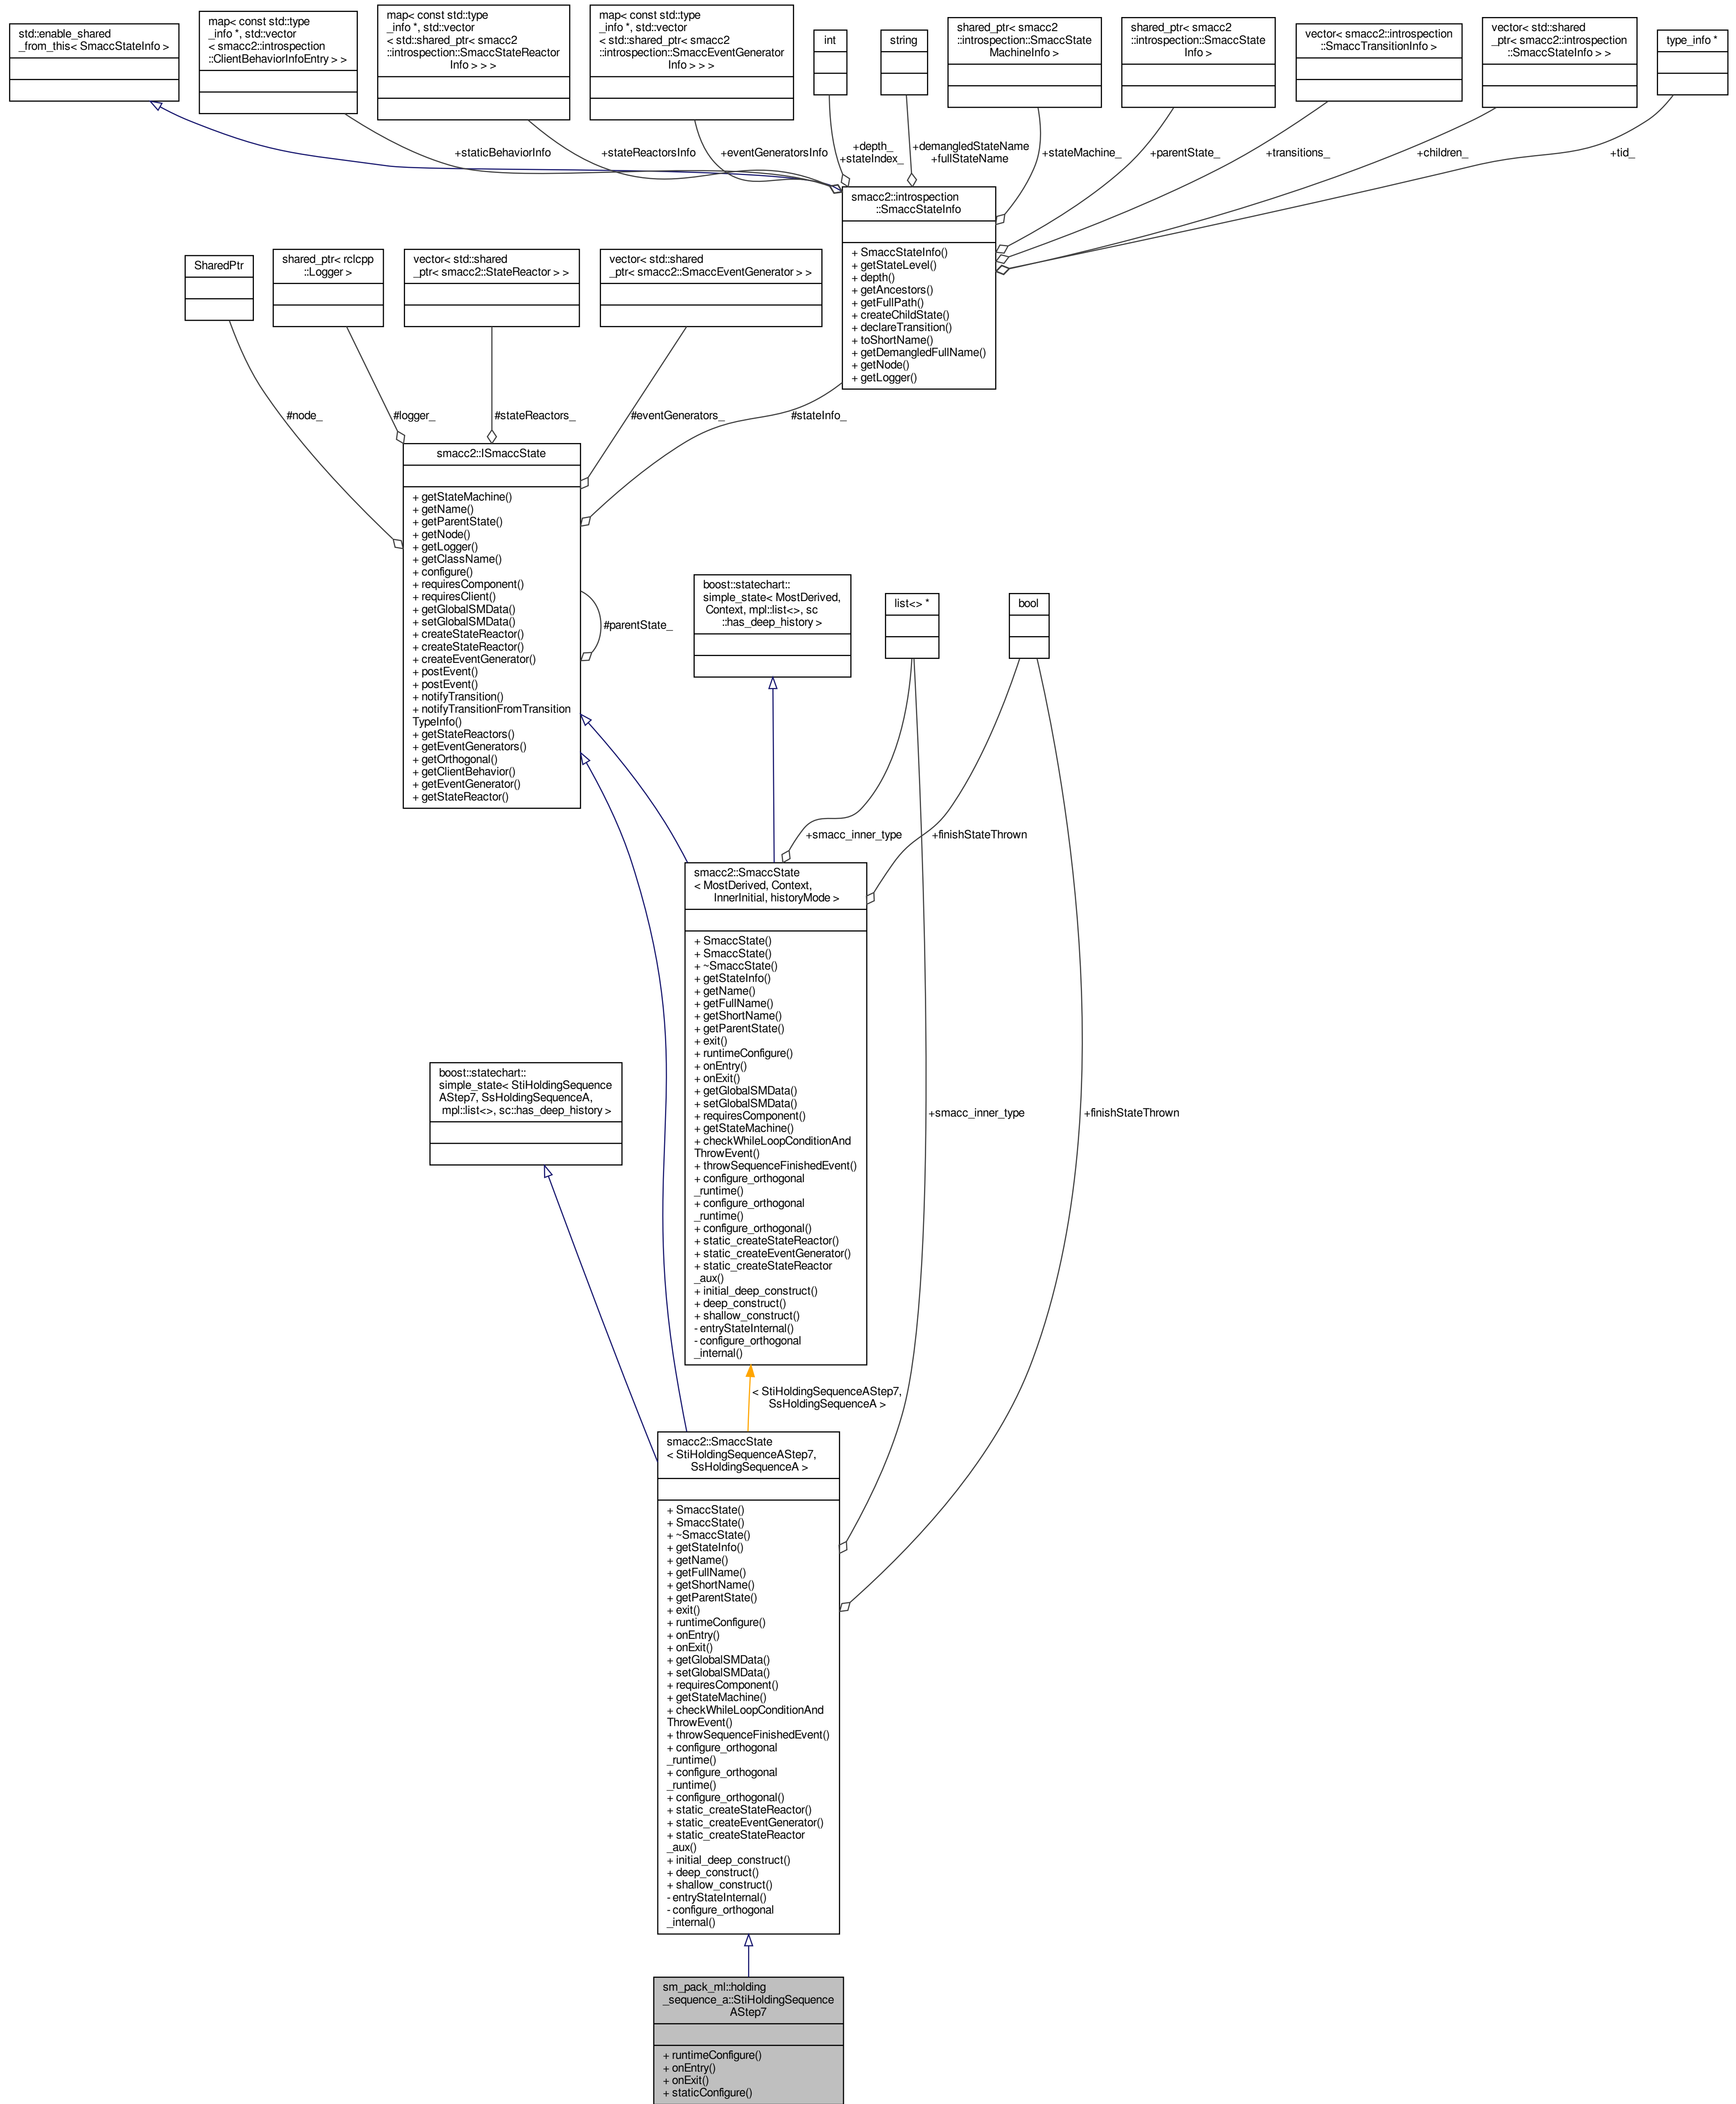 std::enable_shared
_from_this< SmaccStateInfo >
map< const std::type
_info *, std::vector
< smacc2::introspection
::ClientBehaviorInfoEntry > >
map< const std::type
_info *, std::vector
< std::shared_ptr< smacc2
::introspection::SmaccStateReactor
Info > > >
map< const std::type
_info *, std::vector
< std::shared_ptr< smacc2
::introspection::SmaccEventGenerator
Info > > >
int
string
shared_ptr< smacc2
::introspection::SmaccState
MachineInfo >
shared_ptr< smacc2
::introspection::SmaccState
Info >
vector< smacc2::introspection
::SmaccTransitionInfo >
vector< std::shared
_ptr< smacc2::introspection
::SmaccStateInfo > >
type_info *
+staticBehaviorInfo
+stateReactorsInfo
+eventGeneratorsInfo
+depth_
+stateIndex_
+demangledStateName
+fullStateName
+stateMachine_
+parentState_
+transitions_
+children_
+tid_
smacc2::introspection
::SmaccStateInfo
+ SmaccStateInfo()
+ getStateLevel()
+ depth()
+ getAncestors()
+ getFullPath()
+ createChildState()
+ declareTransition()
+ toShortName()
+ getDemangledFullName()
+ getNode()
+ getLogger()
SharedPtr
shared_ptr< rclcpp
::Logger >
vector< std::shared
_ptr< smacc2::StateReactor > >
vector< std::shared
_ptr< smacc2::SmaccEventGenerator > >
#node_
#logger_
#stateReactors_
#eventGenerators_
#stateInfo_
smacc2::ISmaccState
+ getStateMachine()
+ getName()
+ getParentState()
+ getNode()
+ getLogger()
+ getClassName()
+ configure()
+ requiresComponent()
+ requiresClient()
+ getGlobalSMData()
+ setGlobalSMData()
+ createStateReactor()
+ createStateReactor()
+ createEventGenerator()
+ postEvent()
+ postEvent()
+ notifyTransition()
+ notifyTransitionFromTransition
TypeInfo()
+ getStateReactors()
+ getEventGenerators()
+ getOrthogonal()
+ getClientBehavior()
+ getEventGenerator()
+ getStateReactor()
#parentState_
boost::statechart::
simple_state< MostDerived,
Context, mpl::list<>, sc
::has_deep_history >
list<> *
bool
+smacc_inner_type
+finishStateThrown
smacc2::SmaccState
< MostDerived, Context,
InnerInitial, historyMode >
+ SmaccState()
+ SmaccState()
+ ~SmaccState()
+ getStateInfo()
+ getName()
+ getFullName()
+ getShortName()
+ getParentState()
+ exit()
+ runtimeConfigure()
+ onEntry()
+ onExit()
+ getGlobalSMData()
+ setGlobalSMData()
+ requiresComponent()
+ getStateMachine()
+ checkWhileLoopConditionAnd
ThrowEvent()
+ throwSequenceFinishedEvent()
+ configure_orthogonal
_runtime()
+ configure_orthogonal
_runtime()
+ configure_orthogonal()
+ static_createStateReactor()
+ static_createEventGenerator()
+ static_createStateReactor
_aux()
+ initial_deep_construct()
+ deep_construct()
+ shallow_construct()
- entryStateInternal()
- configure_orthogonal
_internal()
boost::statechart::
simple_state< StiHoldingSequence
AStep7, SsHoldingSequenceA,
mpl::list<>, sc::has_deep_history >
+smacc_inner_type
+finishStateThrown
< StiHoldingSequenceAStep7,
SsHoldingSequenceA >
smacc2::SmaccState
< StiHoldingSequenceAStep7,
SsHoldingSequenceA >
+ SmaccState()
+ SmaccState()
+ ~SmaccState()
+ getStateInfo()
+ getName()
+ getFullName()
+ getShortName()
+ getParentState()
+ exit()
+ runtimeConfigure()
+ onEntry()
+ onExit()
+ getGlobalSMData()
+ setGlobalSMData()
+ requiresComponent()
+ getStateMachine()
+ checkWhileLoopConditionAnd
ThrowEvent()
+ throwSequenceFinishedEvent()
+ configure_orthogonal
_runtime()
+ configure_orthogonal
_runtime()
+ configure_orthogonal()
+ static_createStateReactor()
+ static_createEventGenerator()
+ static_createStateReactor
_aux()
+ initial_deep_construct()
+ deep_construct()
+ shallow_construct()
- entryStateInternal()
- configure_orthogonal
_internal()
sm_pack_ml::holding
_sequence_a::StiHoldingSequence
AStep7
+ runtimeConfigure()
+ onEntry()
+ onExit()
+ staticConfigure()